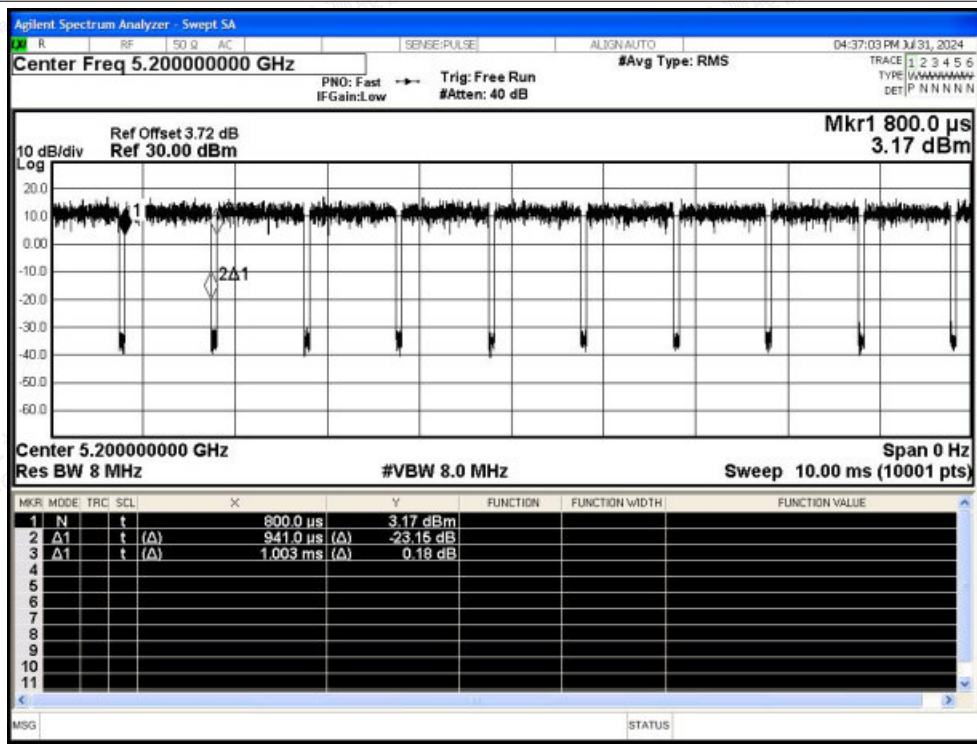 Agilent Spectrum Analyzer - Swept SA
LXI R RF 50 Ω AC SENSE:PULSE ALIGN AUTO 04:37:03 PM Jul 31, 2024
Center Freq 5.200000000 GHz #Avg Type: RMS TRACE 1 2 3 4 5 6
PNO: Fast Trig: Free Run TYPE
IFGain:Low #Atten: 40 dB DET P N N N N N
Mkr1 800.0 µs
Ref Offset 3.72 dB
10 dB/div Ref 30.00 dBm 3.17 dBm
Log
20.0
10.0
1
0.00
-10.0
2Δ1
-20.0
-30.0
-40.0
-50.0
-60.0
Center 5.200000000 GHz Span 0 Hz
Res BW 8 MHz #VBW 8.0 MHz Sweep 10.00 ms (10001 pts)
MKR MODE TRC SCL X Y FUNCTION FUNCTION WIDTH FUNCTION VALUE
1 N t 800.0 µs 3.17 dBm
2 Δ1 t (Δ) 941.0 µs (Δ) -23.15 dB
3 Δ1 t (Δ) 1.003 ms (Δ) 0.18 dB
4
5
6
7
8
9
10
11
MSG STATUS